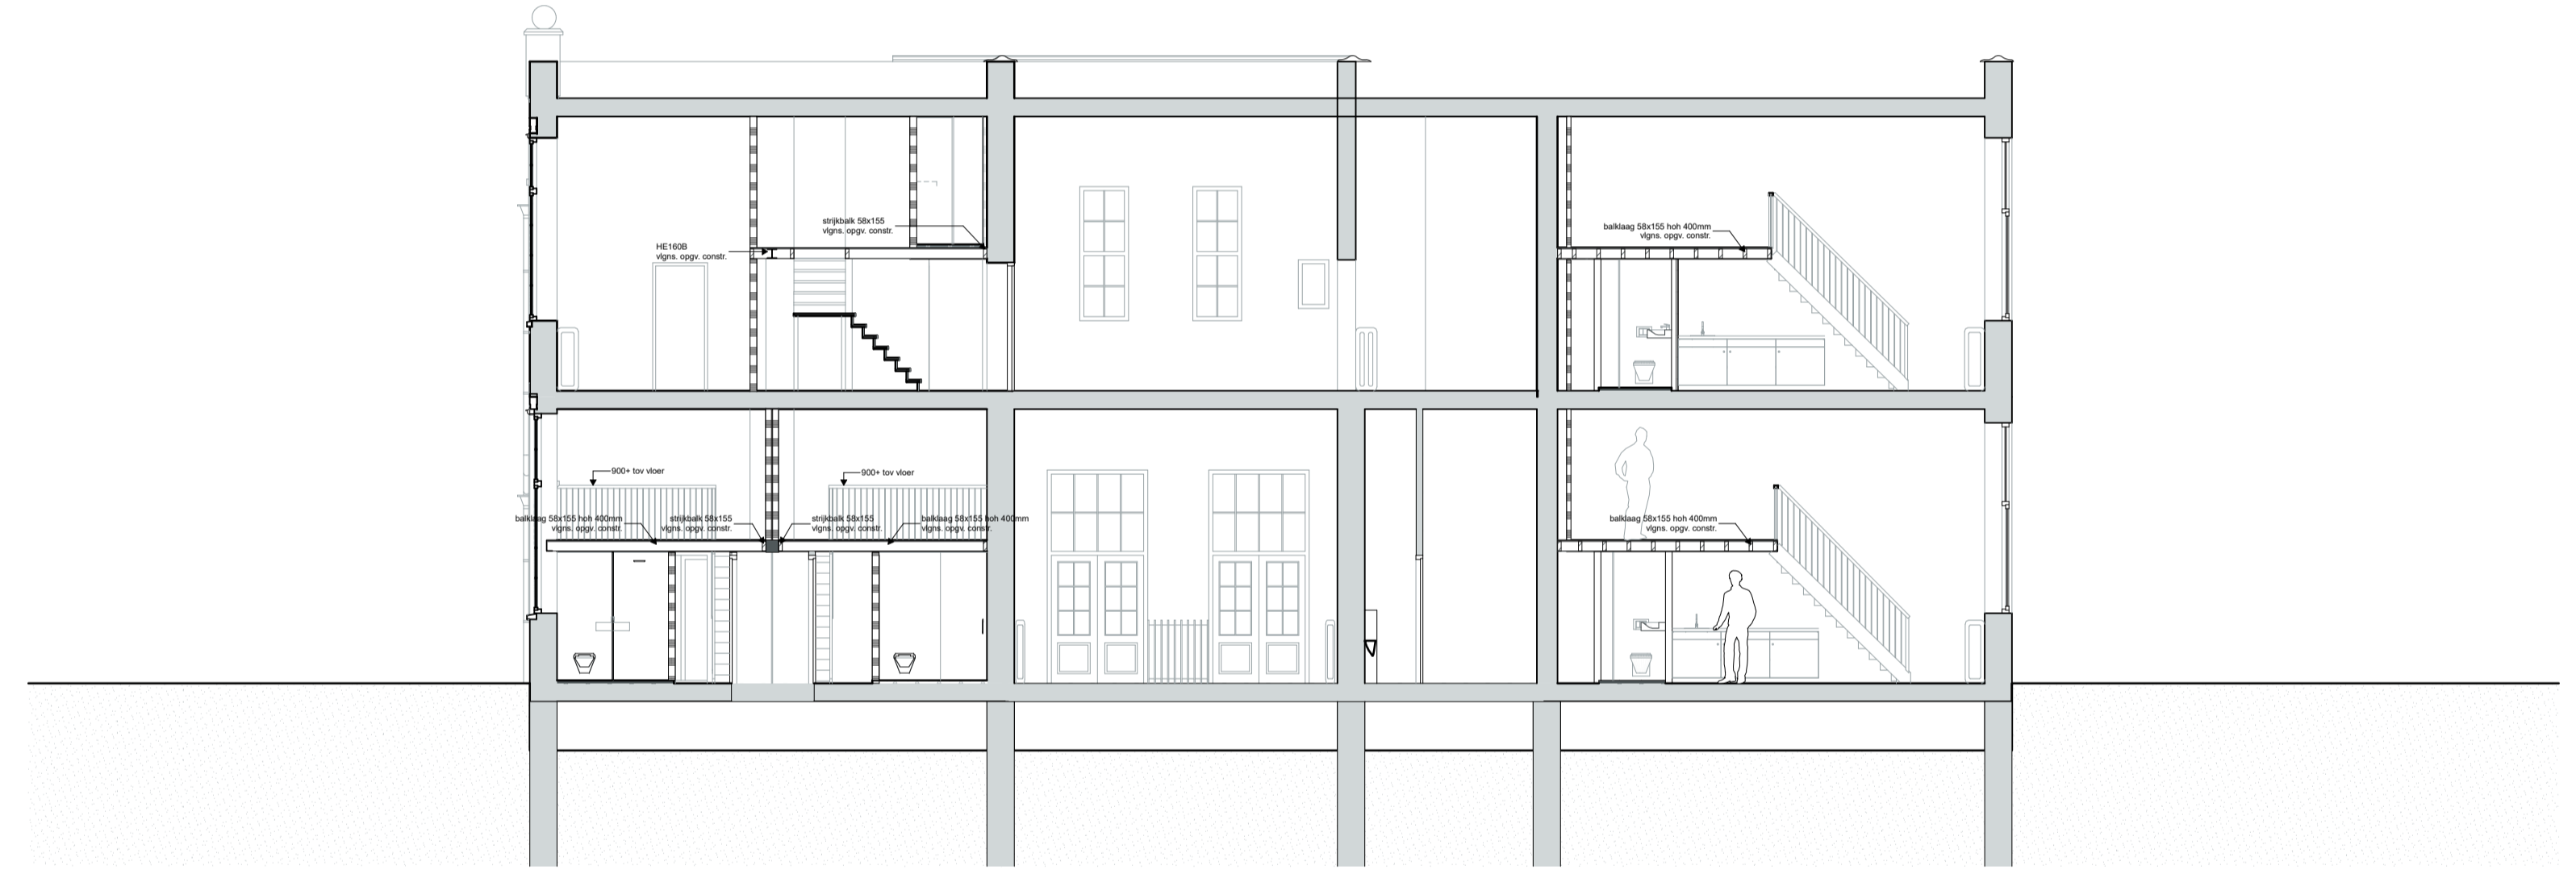 strijkbalk 58x155
vlgns. opgv. constr.
HE160B
vlgns. opgv. constr.
balklaag 58x155 hoh 400mm
vlgns. opgv. constr.
900+ tov vloer
900+ tov vloer
balklaag 58x155 hoh 400mm
vlgns. opgv. constr.
strijkbalk 58x155
vlgns. opgv. constr.
strijkbalk 58x155
vlgns. opgv. constr.
balklaag 58x155 hoh 400mm
vlgns. opgv. constr.
balklaag 58x155 hoh 400mm
vlgns. opgv. constr.